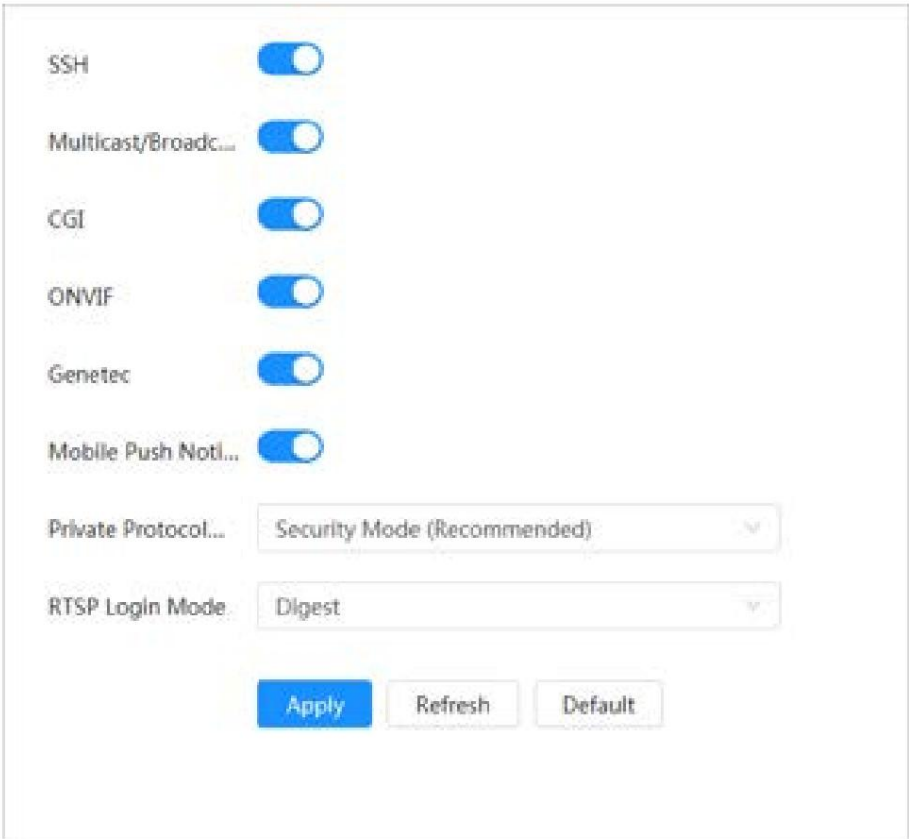 SSH
Multicast/Broadc...
CGI
ONVIF
Genetec
Mobile Push Noti...
Private Protocol... Security Mode (Recommended)
RTSP Login Mode Digest
Apply Refresh Default